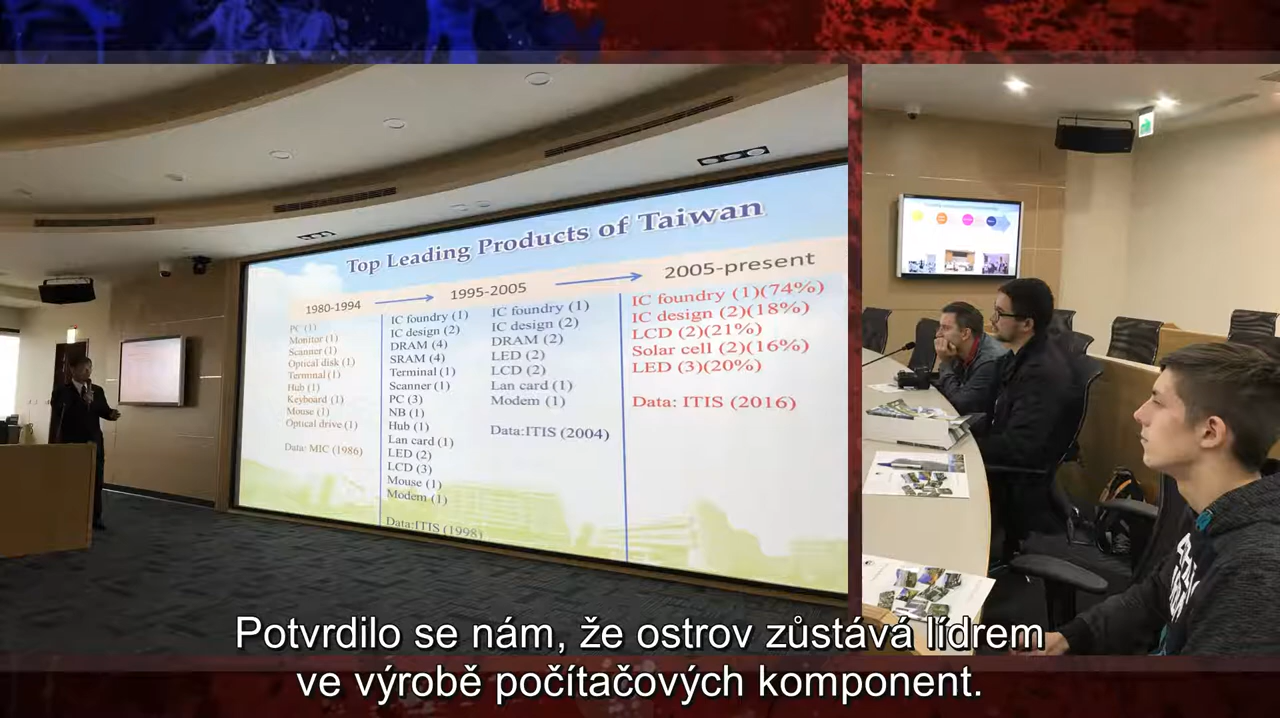 Top Leading Products of Taiwan
1980-1994
PC (1)
Monitor (1)
Scanner (1)
Optical disk (1)
Terminal (1)
Hub (1)
Keyboard (1)
Mouse (1)
Optical drive (1)
Data: MIC (1986)
1995-2005
IC foundry (1)
IC design (2)
DRAM (4)
SRAM (4)
Terminal (1)
Scanner (1)
PC (3)
NB (1)
Hub (1)
Lan card (1)
LED (2)
LCD (3)
Mouse (1)
Modem (1)
Data:ITIS (1998)
IC foundry (1)
IC design (2)
DRAM (2)
LED (2)
LCD (2)
Lan card (1)
Modem (1)
Data:ITIS (2004)
2005-present
IC foundry (1)(74%)
IC design (2)(18%)
LCD (2)(21%)
Solar cell (2)(16%)
LED (3)(20%)
Data: ITIS (2016)
Potvrdilo se nám, že ostrov zůstává lídrem
ve výrobě počítačových komponent.